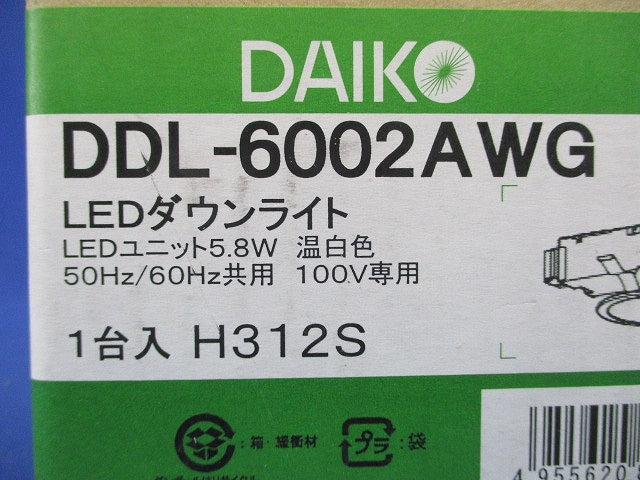 DAIKO
DDL-6002AWG
LEDダウンライト
LEDユニット5.8W 温白色
50Hz/60Hz共用 100V専用
1台入 H312S
:箱・緩衝材
プラ :袋
4 955620